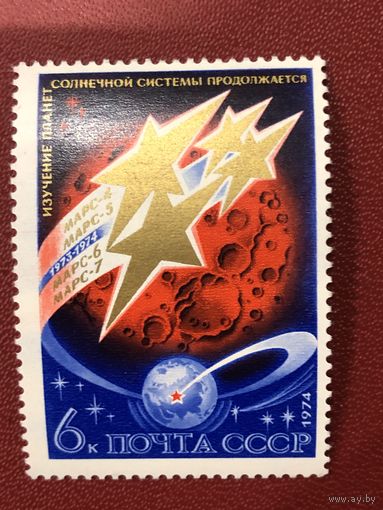 ИЗУЧЕНИЕ ПЛАНЕТ
СОЛНЕЧНОЙ СИСТЕМЫ ПРОДОЛЖАЕТСЯ
МАРС-4
МАРС-5
1973-1974
МАРС-6
МАРС-7
1974
6к ПОЧТА СССР
www.ay.by